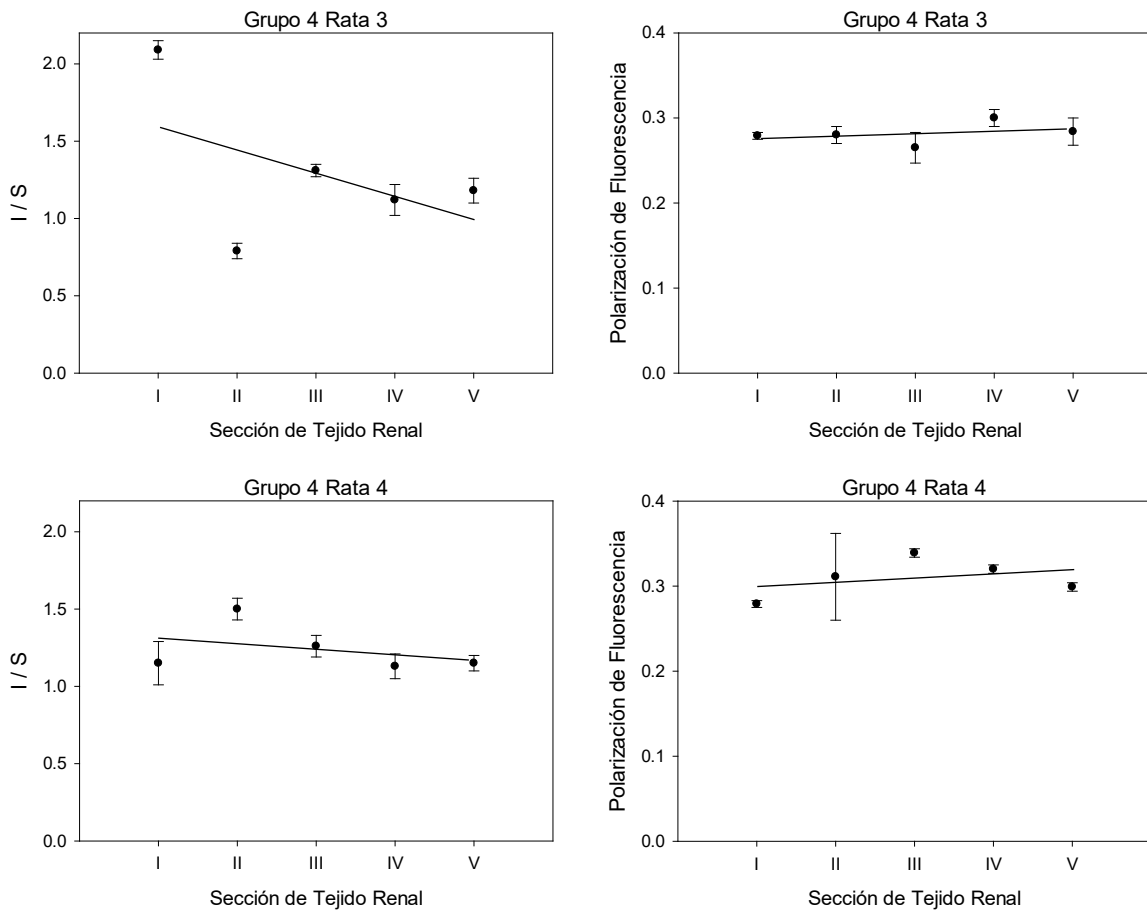 Grupo 4 Rata 3
I / S
2.0
1.5
1.0
0.5
0.0
I II III IV V
Sección de Tejido Renal
Grupo 4 Rata 3
Polarización de Fluorescencia
0.4
0.3
0.2
0.1
0.0
I II III IV V
Sección de Tejido Renal
Grupo 4 Rata 4
I / S
2.0
1.5
1.0
0.5
0.0
I II III IV V
Sección de Tejido Renal
Grupo 4 Rata 4
Polarización de Fluorescencia
0.4
0.3
0.2
0.1
0.0
I II III IV V
Sección de Tejido Renal